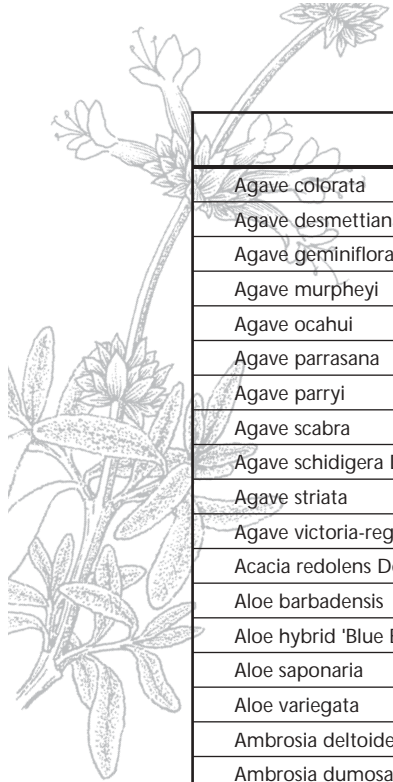 Agave colorata
Agave desmettian
Agave geminiflora
Agave murpheyi
Agave ocahui
Agave parrasana
Agave parryi
Agave scabra
Agave schidigera
Agave striata
Agave victoria-reg
Acacia redolens De
Aloe barbadensis
Aloe hybrid 'Blue
Aloe saponaria
Aloe variegata
Ambrosia deltoide
Ambrosia dumosa